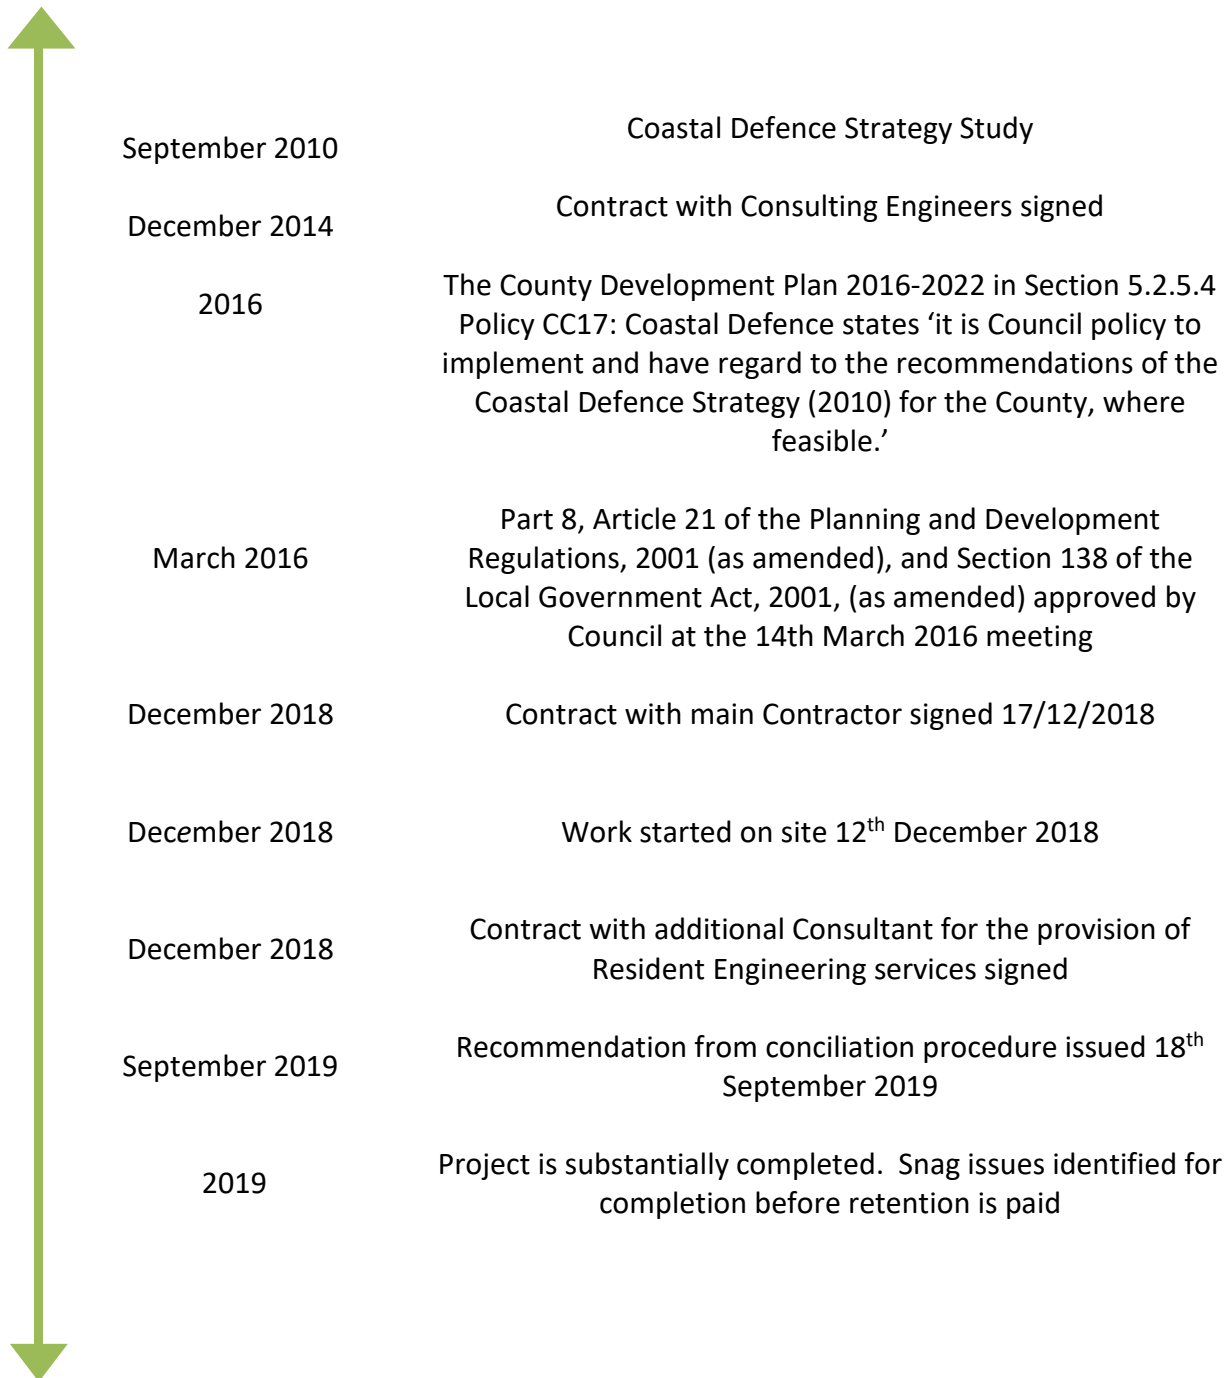 September 2010
Coastal Defence Strategy Study
December 2014
Contract with Consulting Engineers signed
2016
The County Development Plan 2016-2022 in Section 5.2.5.4
Policy CC17: Coastal Defence states ‘it is Council policy to
implement and have regard to the recommendations of the
Coastal Defence Strategy (2010) for the County, where
feasible.’
March 2016
Part 8, Article 21 of the Planning and Development
Regulations, 2001 (as amended), and Section 138 of the
Local Government Act, 2001, (as amended) approved by
Council at the 14th March 2016 meeting
December 2018
Contract with main Contractor signed 17/12/2018
December 2018
Work started on site 12th December 2018
December 2018
Contract with additional Consultant for the provision of
Resident Engineering services signed
September 2019
Recommendation from conciliation procedure issued 18th
September 2019
2019
Project is substantially completed.  Snag issues identified for
completion before retention is paid